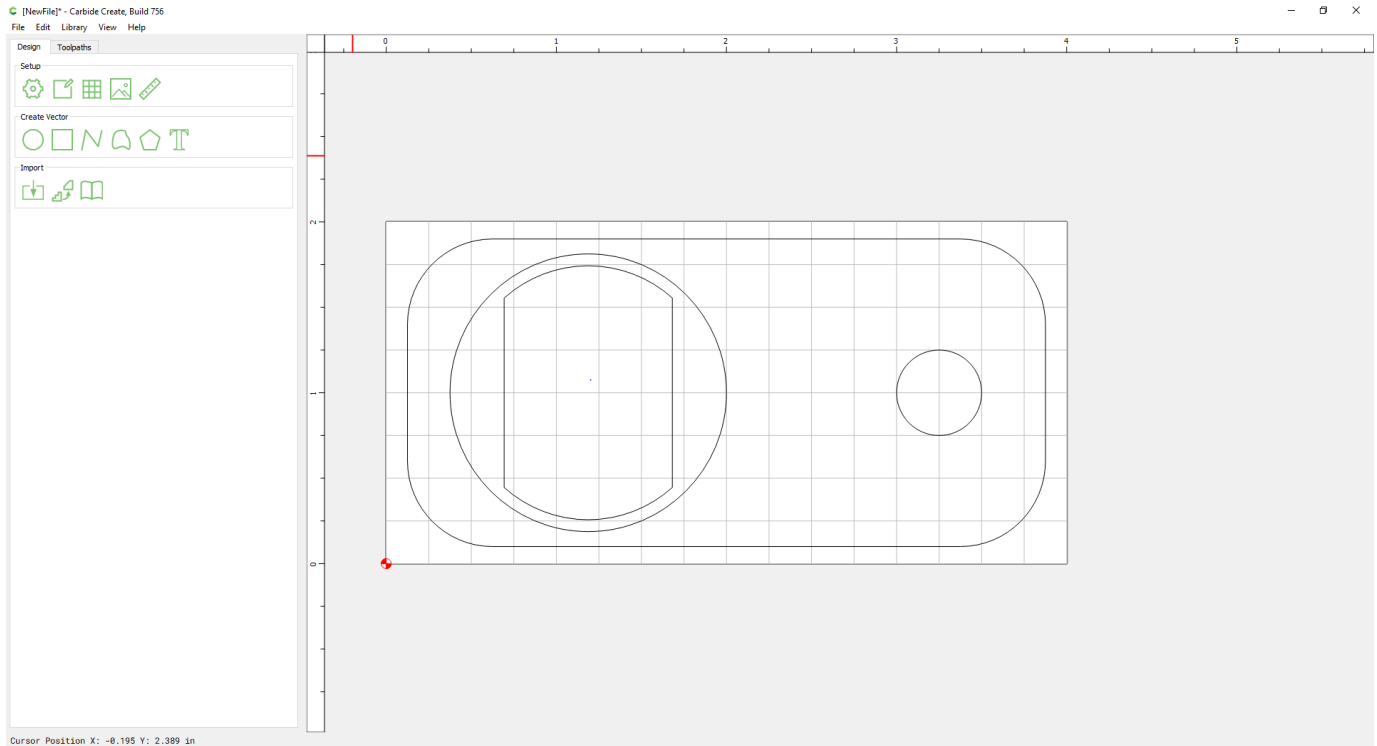 [NewFile]* - Carbide Create, Build 756
File Edit Library View Help
Design Toolpaths
Setup
Create Vector
Import
0 1 2 3 4 5
2
1
0
Cursor Position X: -0.195 Y: 2.389 in